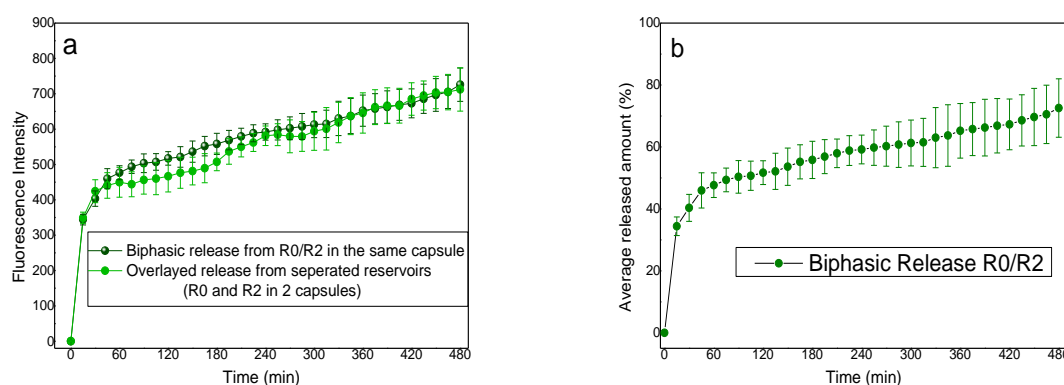 a
Fluorescence Intensity
900
800
700
600
500
400
300
200
100
0
Biphasic release from R0/R2 in the same capsule
Overlayed release from seperated reservoirs
(R0 and R2 in 2 capsules)
0 60 120 180 240 300 360 420 480
Time (min)
b
Average released amount (%)
100
80
60
40
20
0
Biphasic Release R0/R2
0 60 120 180 240 300 360 420 480
Time (min)